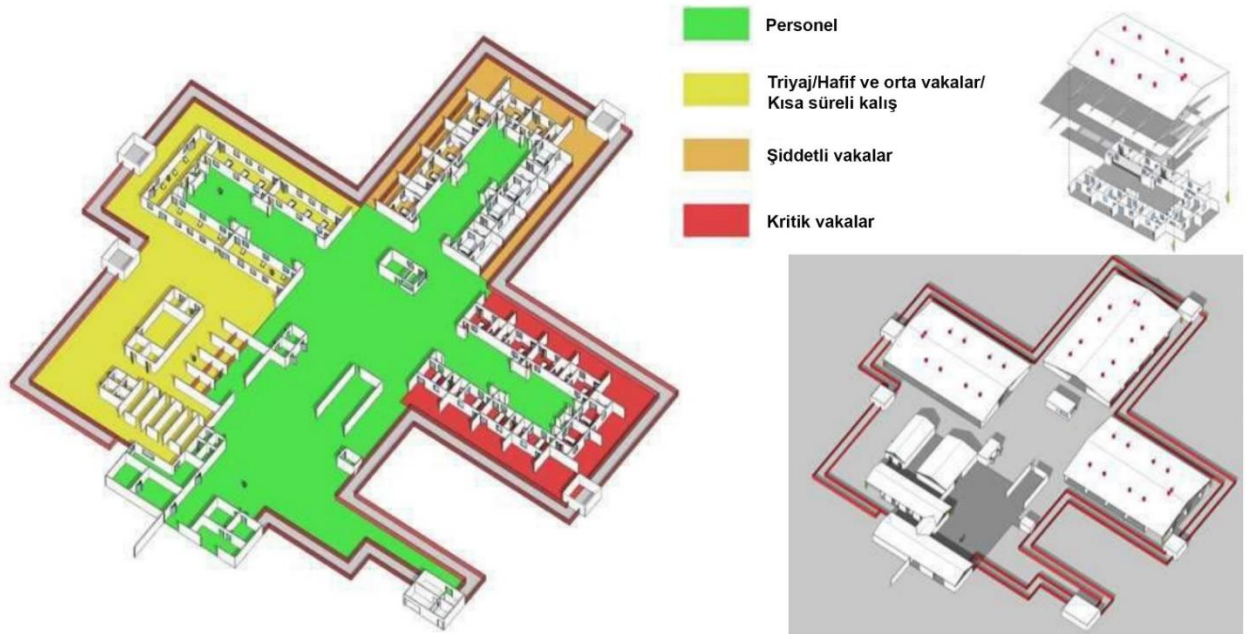 Personel
Triyaj/Hafif ve orta vakalar/
Kısa süreli kalış
Şiddetli vakalar
Kritik vakalar